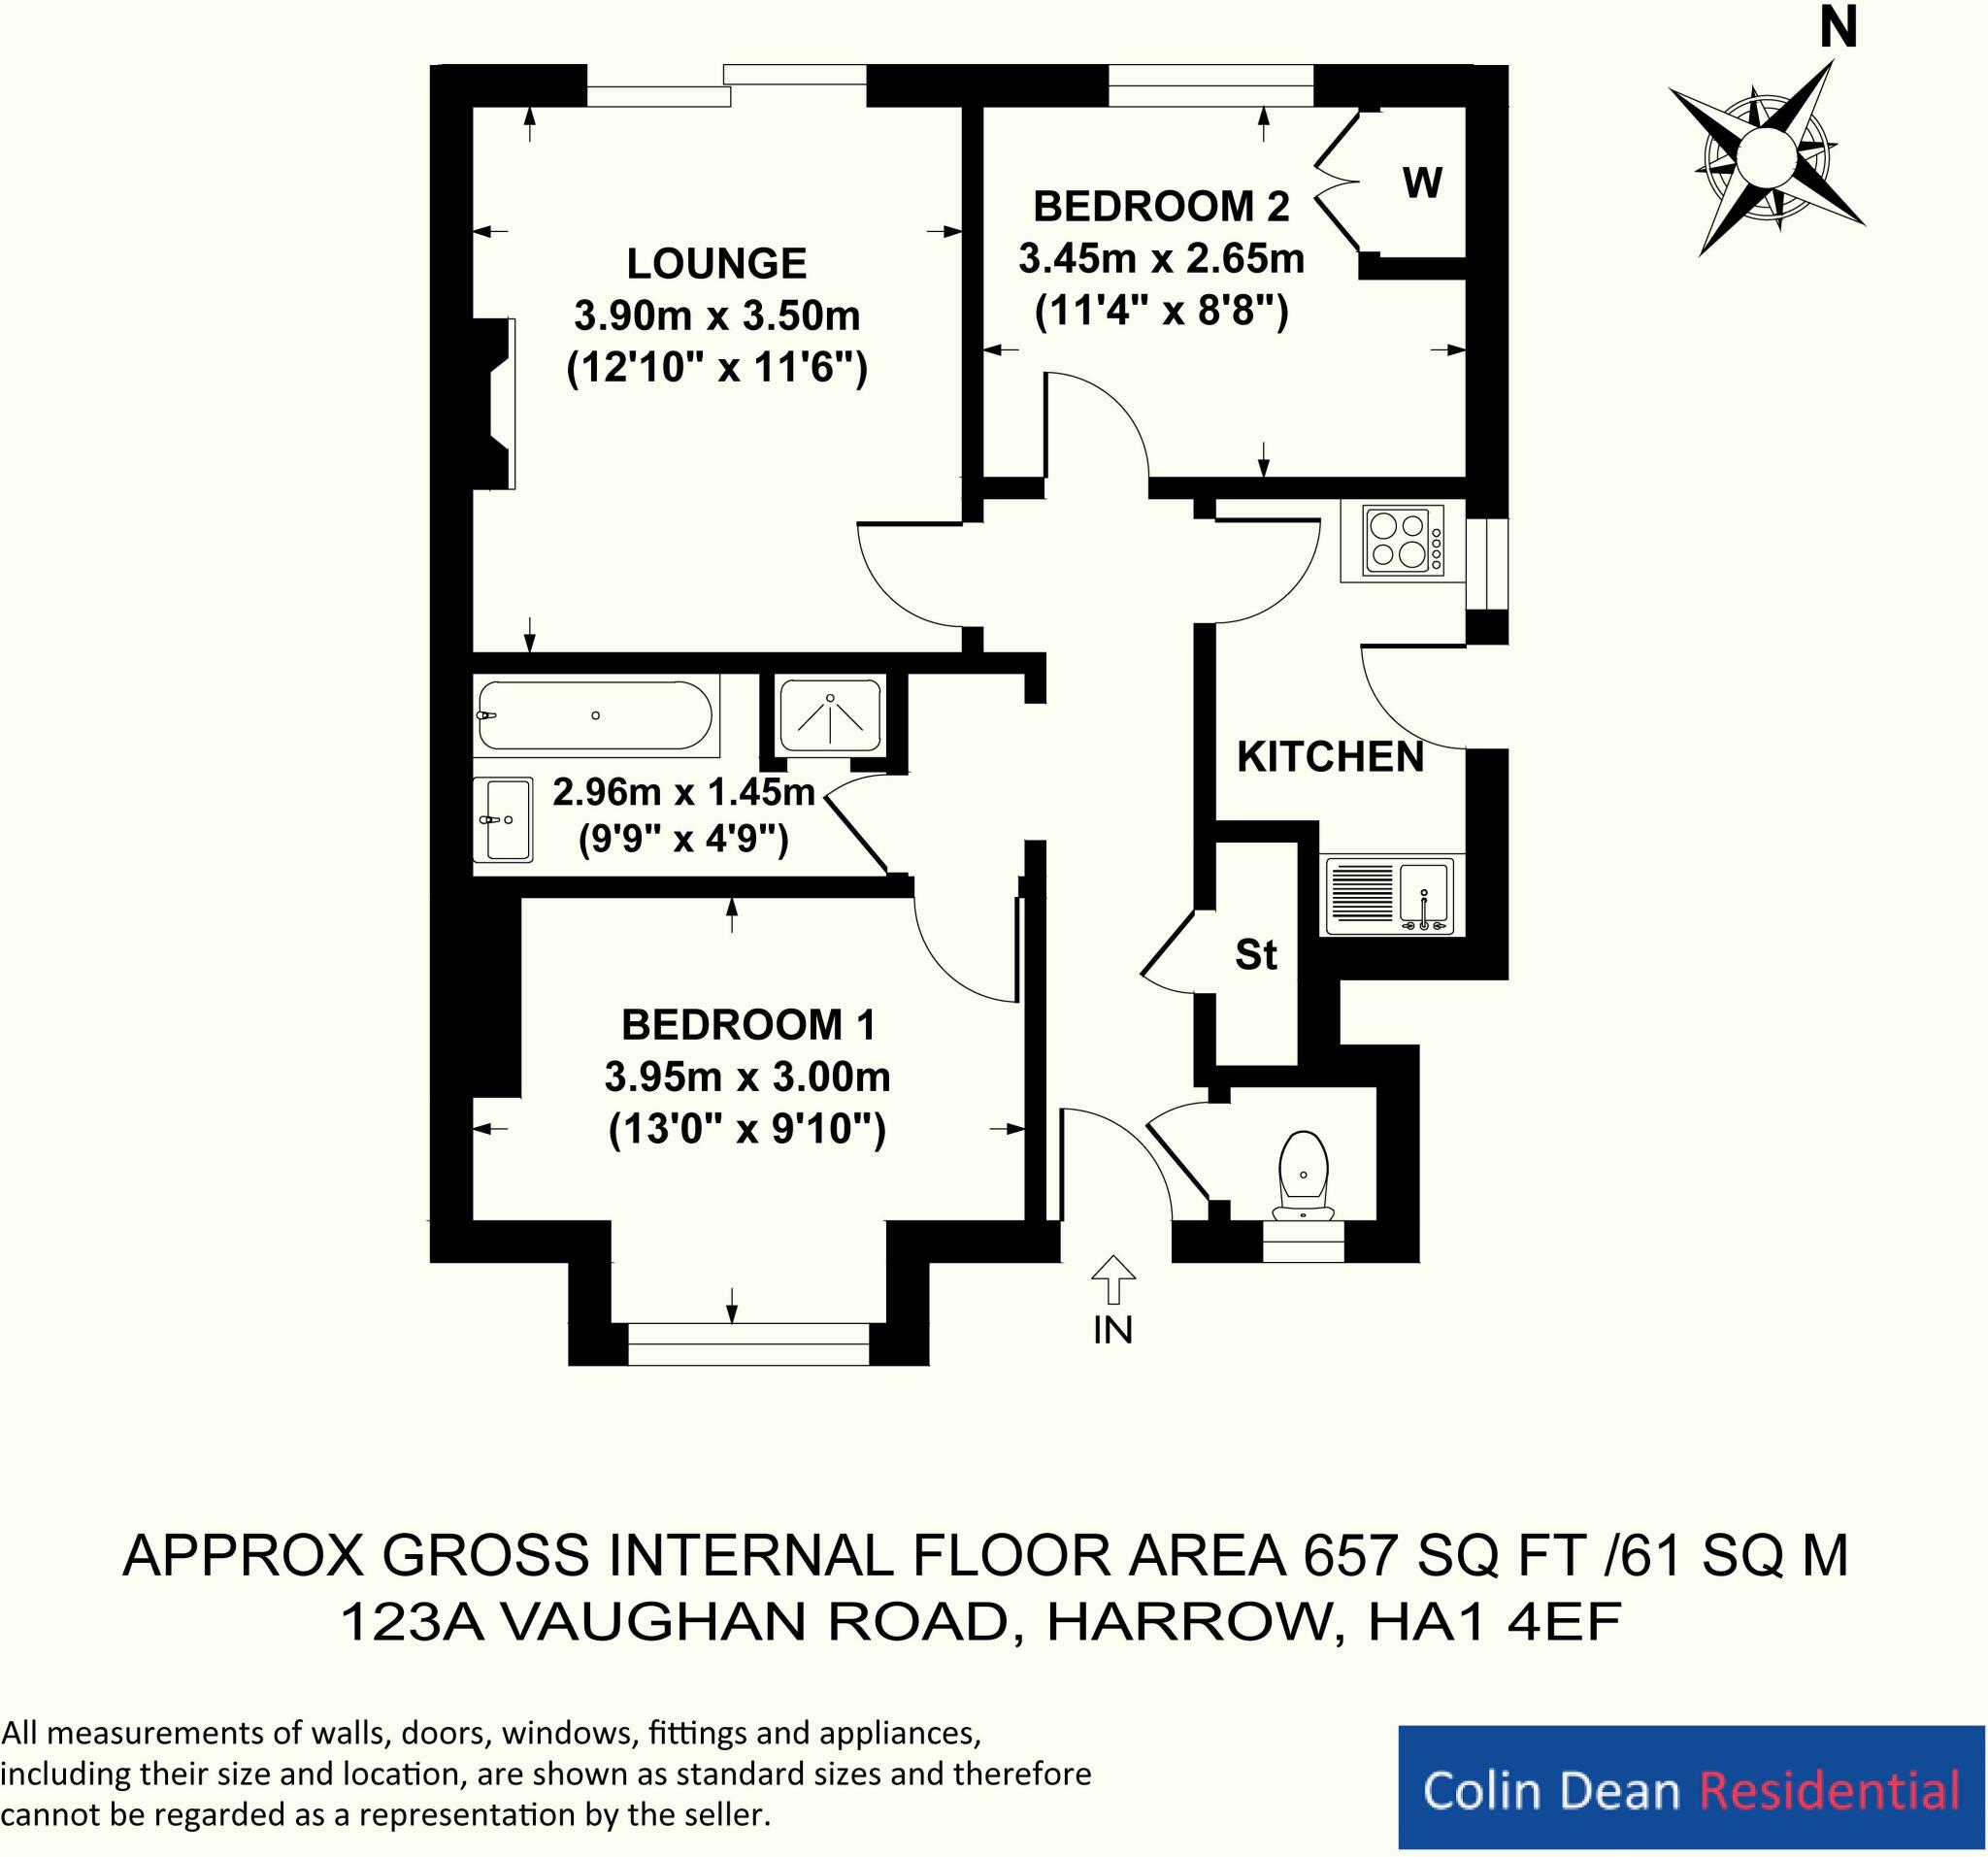 N
LOUNGE
3.90m x 3.50m
(12'10" x 11'6")
BEDROOM 2
3.45m x 2.65m
(11'4" x 8'8")
W
KITCHEN
2.96m x 1.45m
(9'9" x 4'9")
St
BEDROOM 1
3.95m x 3.00m
(13'0" x 9'10")
IN
APPROX GROSS INTERNAL FLOOR AREA 657 SQ FT /61 SQ M
123A VAUGHAN ROAD, HARROW, HA1 4EF
All measurements of walls, doors, windows, fittings and appliances,
including their size and location, are shown as standard sizes and therefore
cannot be regarded as a representation by the seller.
Colin Dean Residential